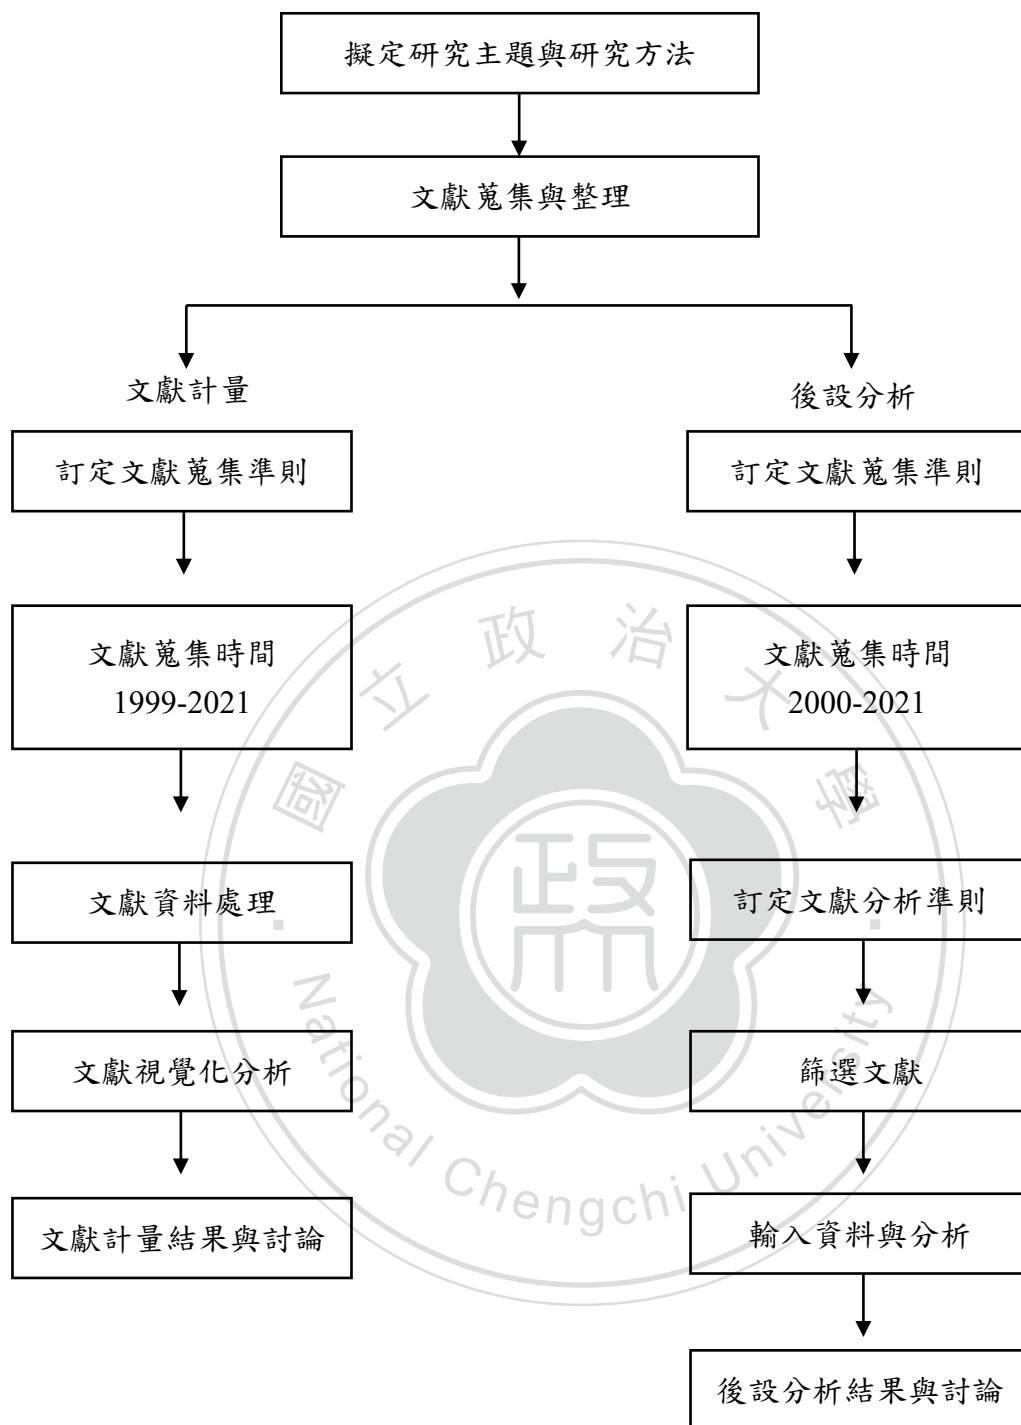 擬定研究主題與研究方法
文獻蒐集與整理
文獻計量
訂定文獻蒐集準則
文獻蒐集時間
1999-2021
文獻資料處理
文獻視覺化分析
文獻計量結果與討論
後設分析
訂定文獻蒐集準則
文獻蒐集時間
2000-2021
訂定文獻分析準則
篩選文獻
輸入資料與分析
後設分析結果與討論
國立政治大學
政大
National Chengchi University